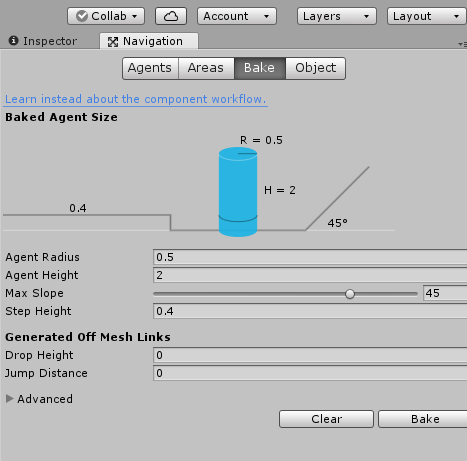 Collab Account Layers Layout
Inspector Navigation
Agents Areas Bake Object
Learn instead about the component workflow.
Baked Agent Size
R = 0.5
H = 2
0.4
45°
Agent Radius 0.5
Agent Height 2
Max Slope 45
Step Height 0.4
Generated Off Mesh Links
Drop Height 0
Jump Distance 0
Advanced
Clear Bake